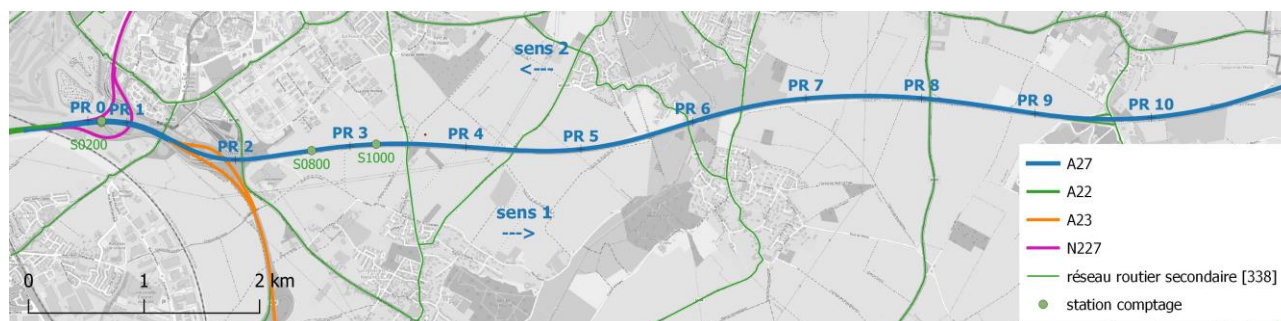 sens 2
<---
PR 0
PR 1
S0200
PR 2
S0800
PR 3
S1000
PR 4
PR 5
PR 6
PR 7
PR 8
PR 9
PR 10
sens 1
--->
0 1 2 km
A27
A22
A23
N227
réseau routier secondaire [338]
station comptage